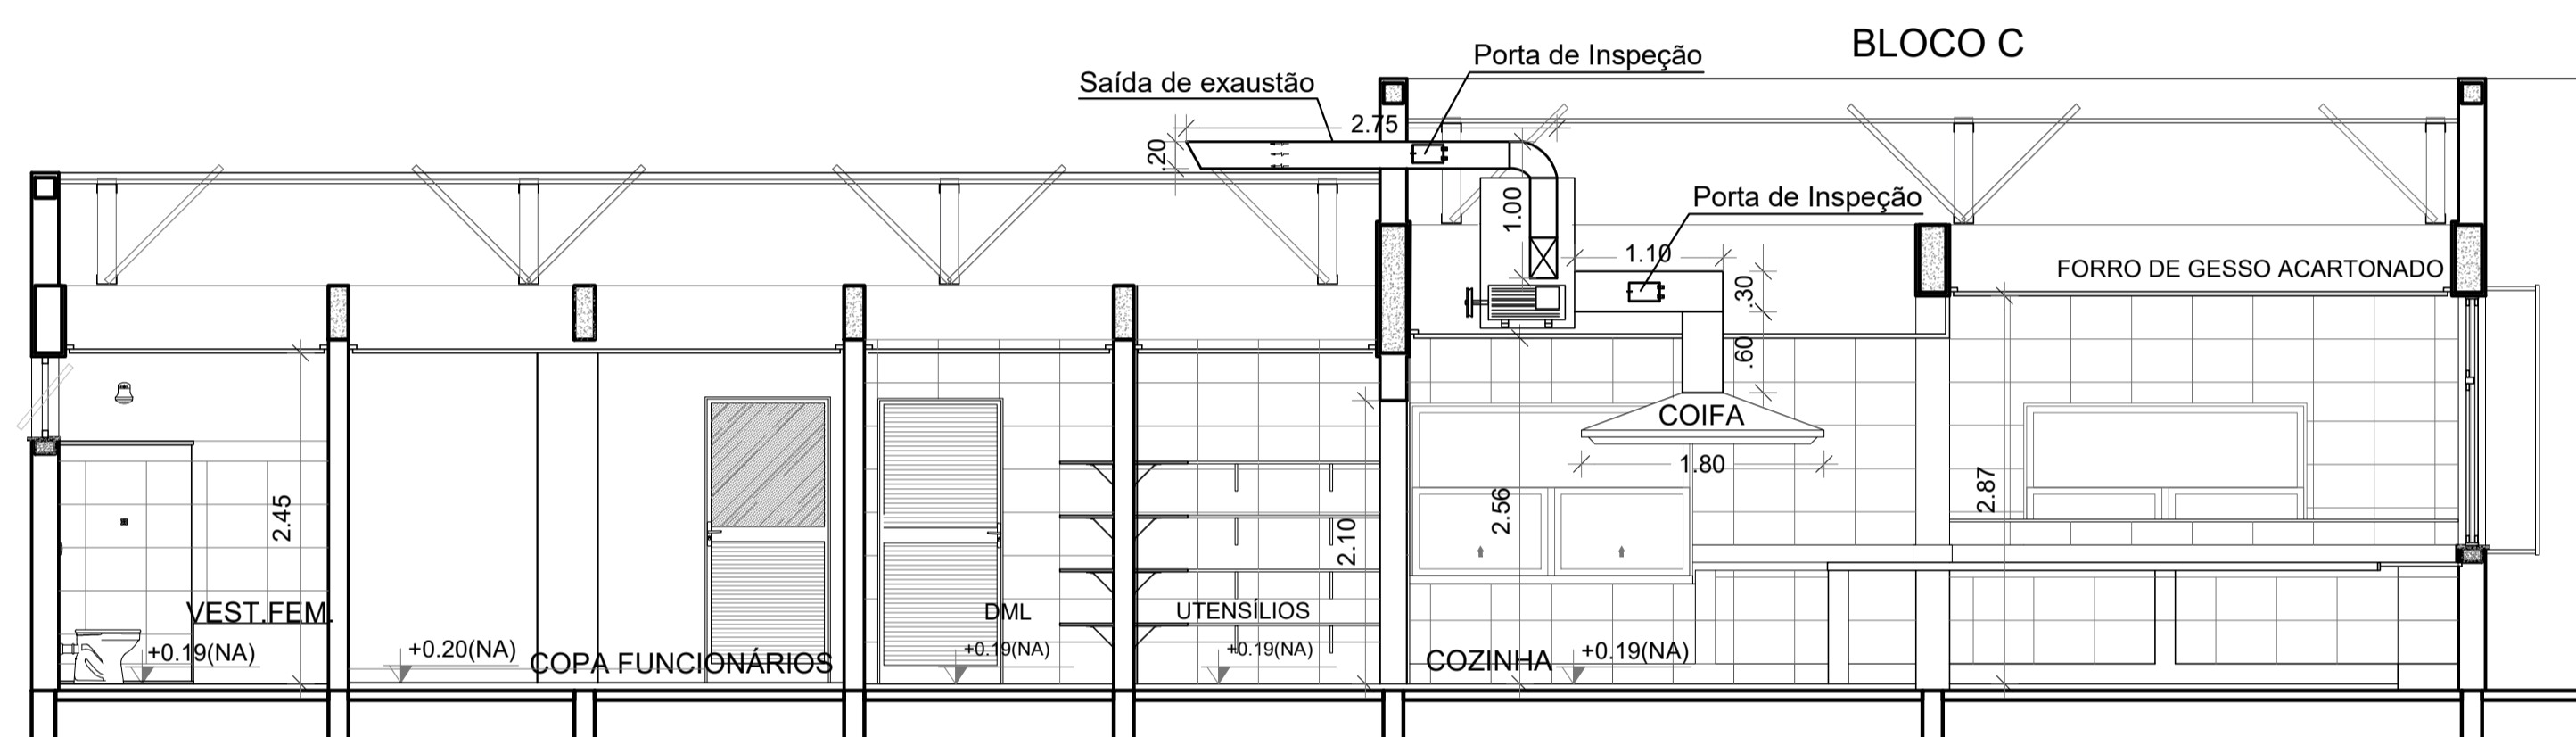 BLOCO C
Porta de Inspeção
Saída de exaustão
2.75
.20
1.00
Porta de Inspeção
1.10
.30
FORRO DE GESSO ACARTONADO
.60
COIFA
1.80
2.45
2.10
2.56
2.87
VEST.FEM.
DML
UTENSÍLIOS
+0.19(NA)
+0.20(NA)
COPA FUNCIONÁRIOS
+0.19(NA)
+0.19(NA)
COZINHA
+0.19(NA)